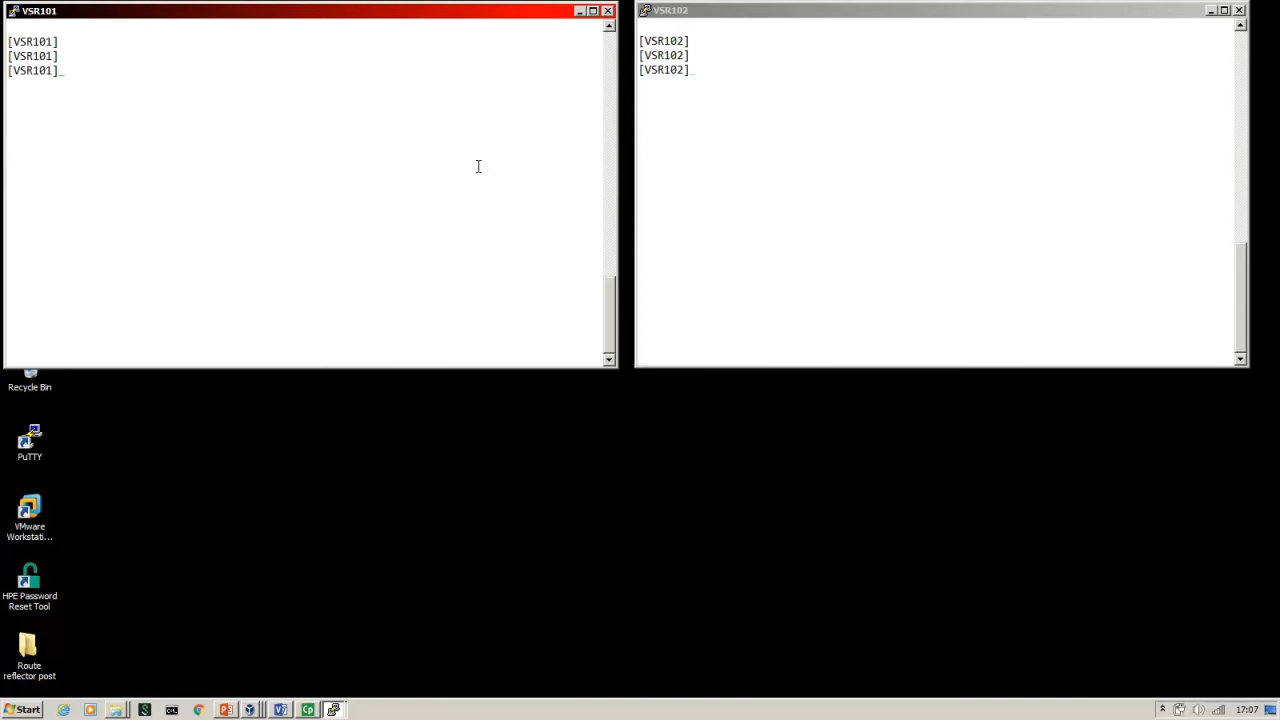 VSR101
[VSR101]
[VSR101]
[VSR101]_
VSR102
[VSR102]
[VSR102]
[VSR102]_
Recycle Bin
PuTTY
VMware
Workstati...
HPE Password
Reset Tool
Route
reflector post
Start
Cp
17:07